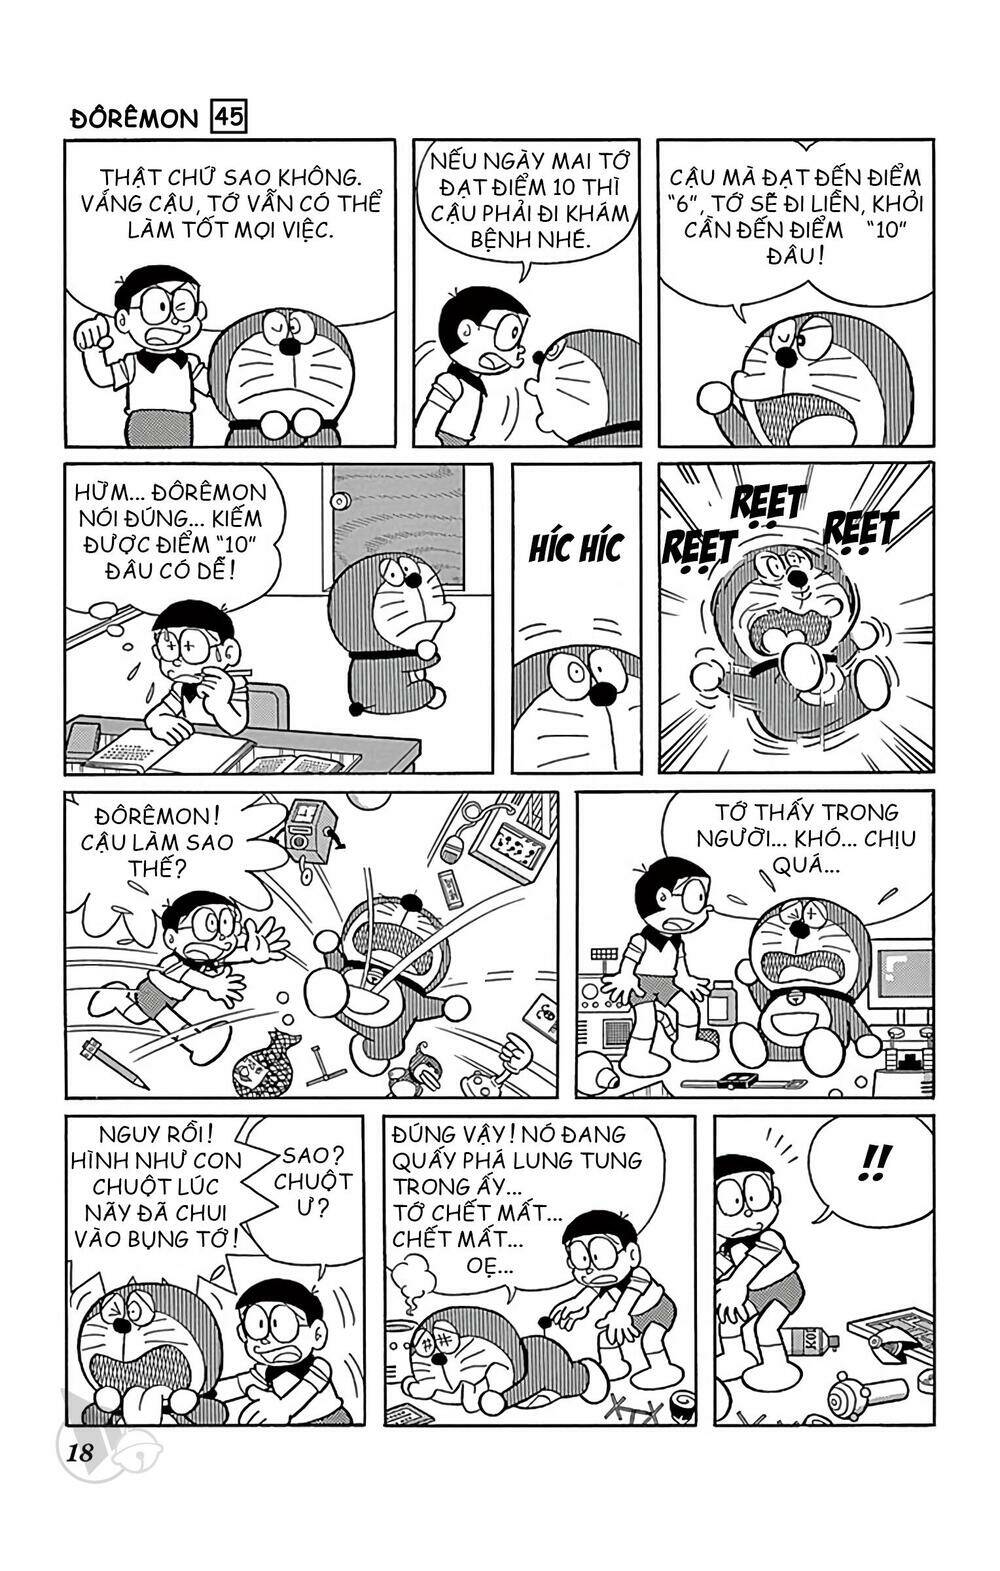 ĐÔRÊMON 45
THẬT CHỨ SAO KHÔNG.
VẮNG CẬU, TỚ VẪN CÓ THỂ
LÀM TỐT MỌI VIỆC.
NẾU NGÀY MAI TỚ
ĐẠT ĐIỂM 10 THÌ
CẬU PHẢI ĐI KHÁM
BỆNH NHÉ.
CẬU MÀ ĐẠT ĐẾN ĐIỂM
“6”, TỚ SẼ ĐI LIỀN, KHỎI
CẦN ĐẾN ĐIỂM “10”
ĐÂU!
HỪM... ĐÔRÊMON
NÓI ĐÚNG... KIẾM
ĐƯỢC ĐIỂM “10”
ĐÂU CÓ DỄ!
HÍC HÍC
RẸẸT
RẸẸT
RẸẸT
ĐÔRÊMON!
CẬU LÀM SAO
THẾ?
TỚ THẤY TRONG
NGƯỜI... KHÓ... CHỊU
QUÁ...
NGUY RỒI!
HÌNH NHƯ CON
CHUỘT LÚC
NÃY ĐÃ CHUI
VÀO BỤNG TỚ!
SAO?
CHUỘT
Ư?
ĐÚNG VẬY! NÓ ĐANG
QUẤY PHÁ LUNG TUNG
TRONG ẤY...
TỚ CHẾT MẤT...
CHẾT MẤT...
OẸ...
!!
18